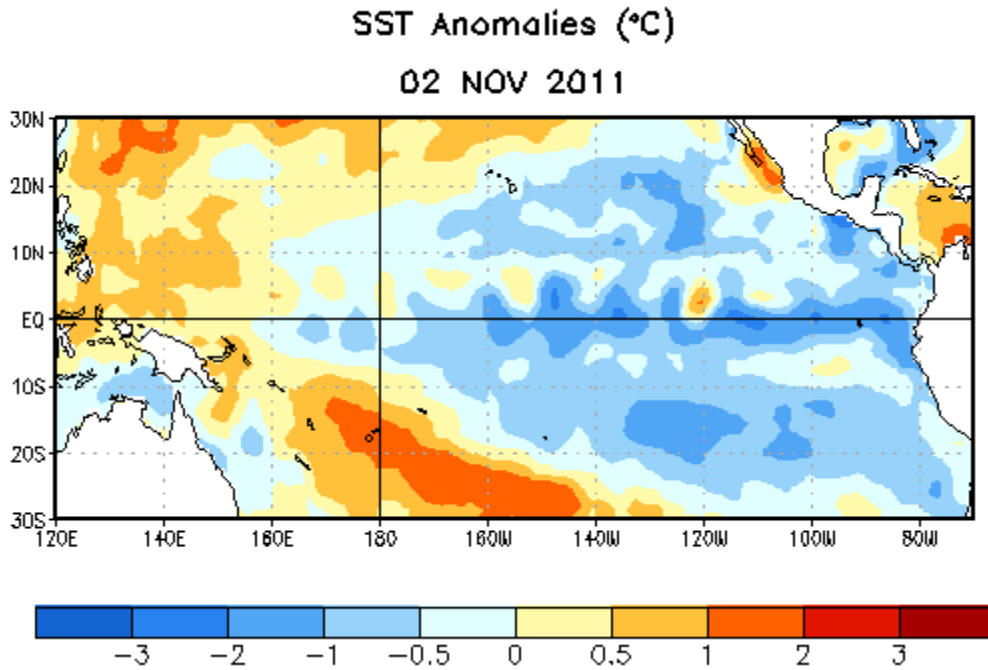 SST Anomalies (°C)
02 NOV 2011
30N
20N
10N
EQ
10S
20S
30S
120E 140E 160E 180 160W 140W 120W 100W 80W
-3 -2 -1 -0.5 0 0.5 1 2 3